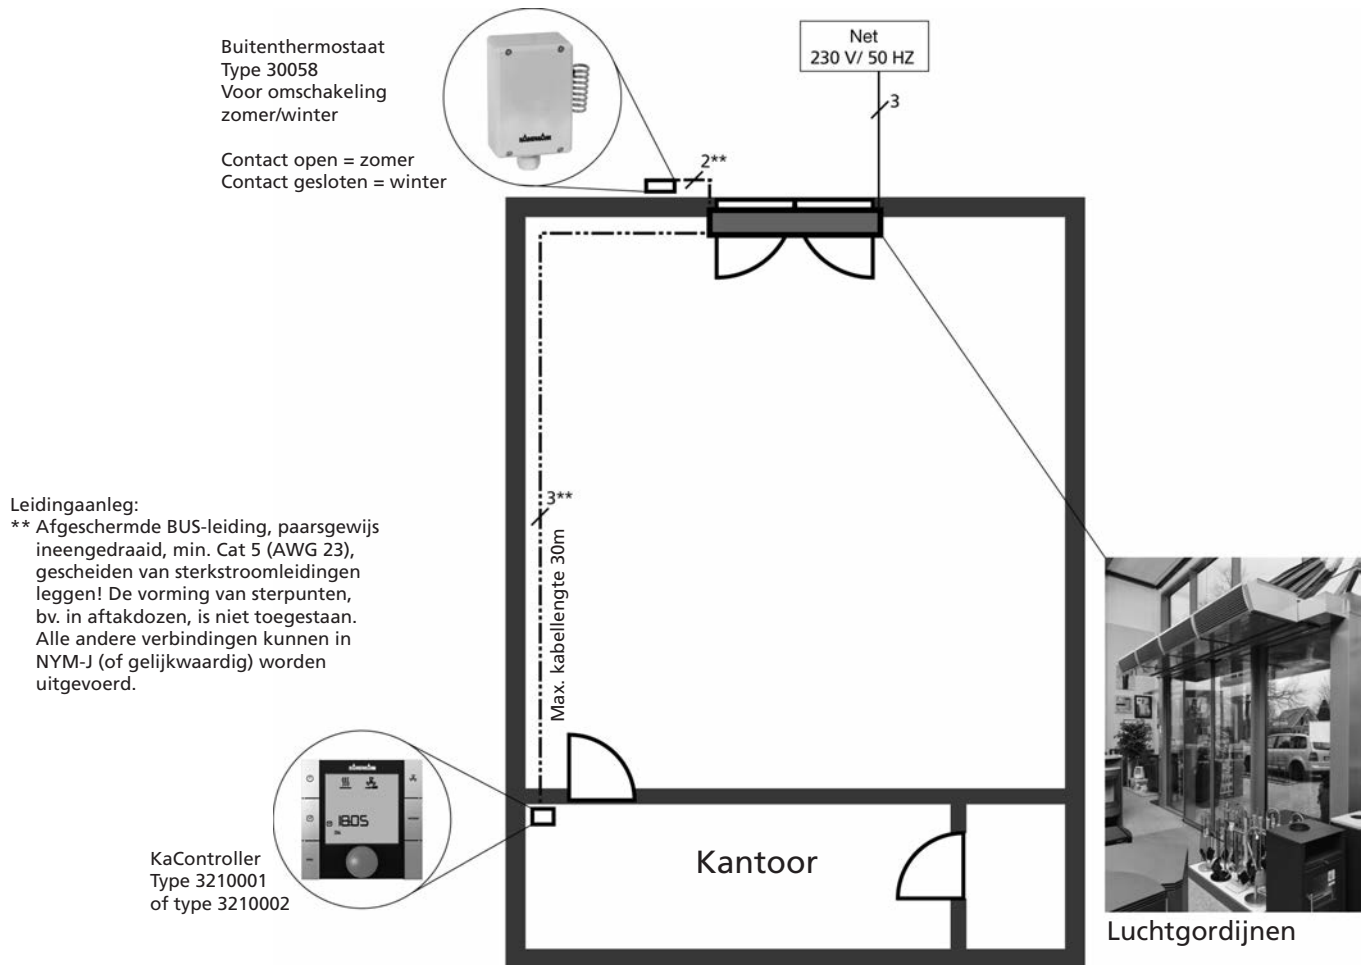 Buitenthermostaat
Type 30058
Voor omschakeling
zomer/winter
Contact open = zomer
Contact gesloten = winter
KAMPMANN
Net
230 V/ 50 HZ
3
2**
3**
Max. kabellengte 30m
Leidingaanleg:
** Afgeschermde BUS-leiding, paarsgewijs
ineengedraaid, min. Cat 5 (AWG 23),
gescheiden van sterkstroomleidingen
leggen! De vorming van sterpunten,
bv. in aftakdozen, is niet toegestaan.
Alle andere verbindingen kunnen in
NYM-J (of gelijkwaardig) worden
uitgevoerd.
KAMPMANN
18:05
KaController
Type 3210001
of type 3210002
Kantoor
Luchtgordijnen